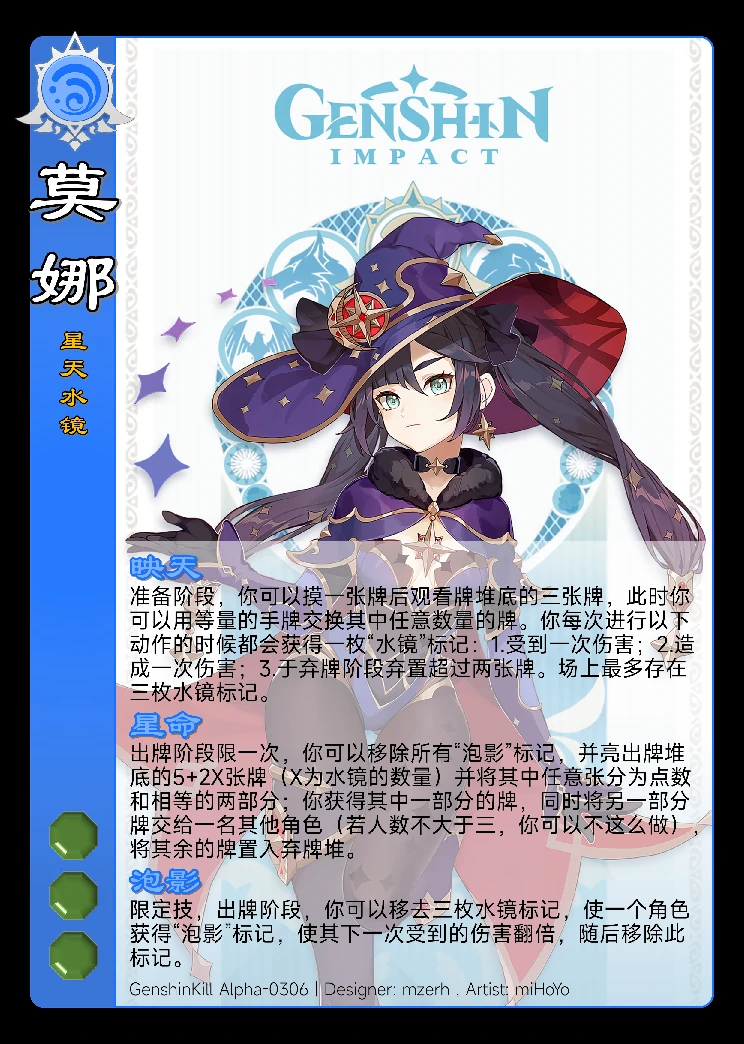 GENSHIN
IMPACT
莫
娜
星
天
水
镜
映天
准备阶段，你可以摸一张牌后观看牌堆底的三张牌，此时你
可以用等量的手牌交换其中任意数量的牌。你每次进行以下
动作的时候都会获得一枚“水镜”标记：1.受到一次伤害；2.造
成一次伤害；3.于弃牌阶段弃置超过两张牌。场上最多存在
三枚水镜标记。
星命
出牌阶段限一次，你可以移除所有“泡影”标记，并亮出牌堆
底的5+2X张牌（X为水镜的数量）并将其中任意张分为点数
和相等的两部分；你获得其中一部分的牌，同时将另一部分
牌交给一名其他角色（若人数不大于三，你可以不这么做），
将其余的牌置入弃牌堆。
泡影
限定技，出牌阶段，你可以移去三枚水镜标记，使一个角色
获得“泡影”标记，使其下一次受到的伤害翻倍，随后移除此
标记。
GenshinKill Alpha-0306 | Designer: mzerh . Artist: miHoYo